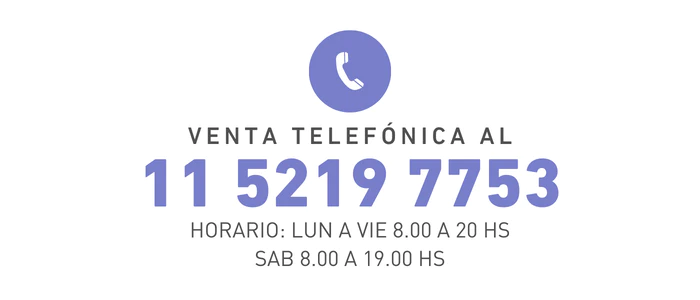 VENTA TELEFÓNICA AL
11 5219 7753
HORARIO: LUN A VIE 8.00 A 20 HS
SAB 8.00 A 19.00 HS